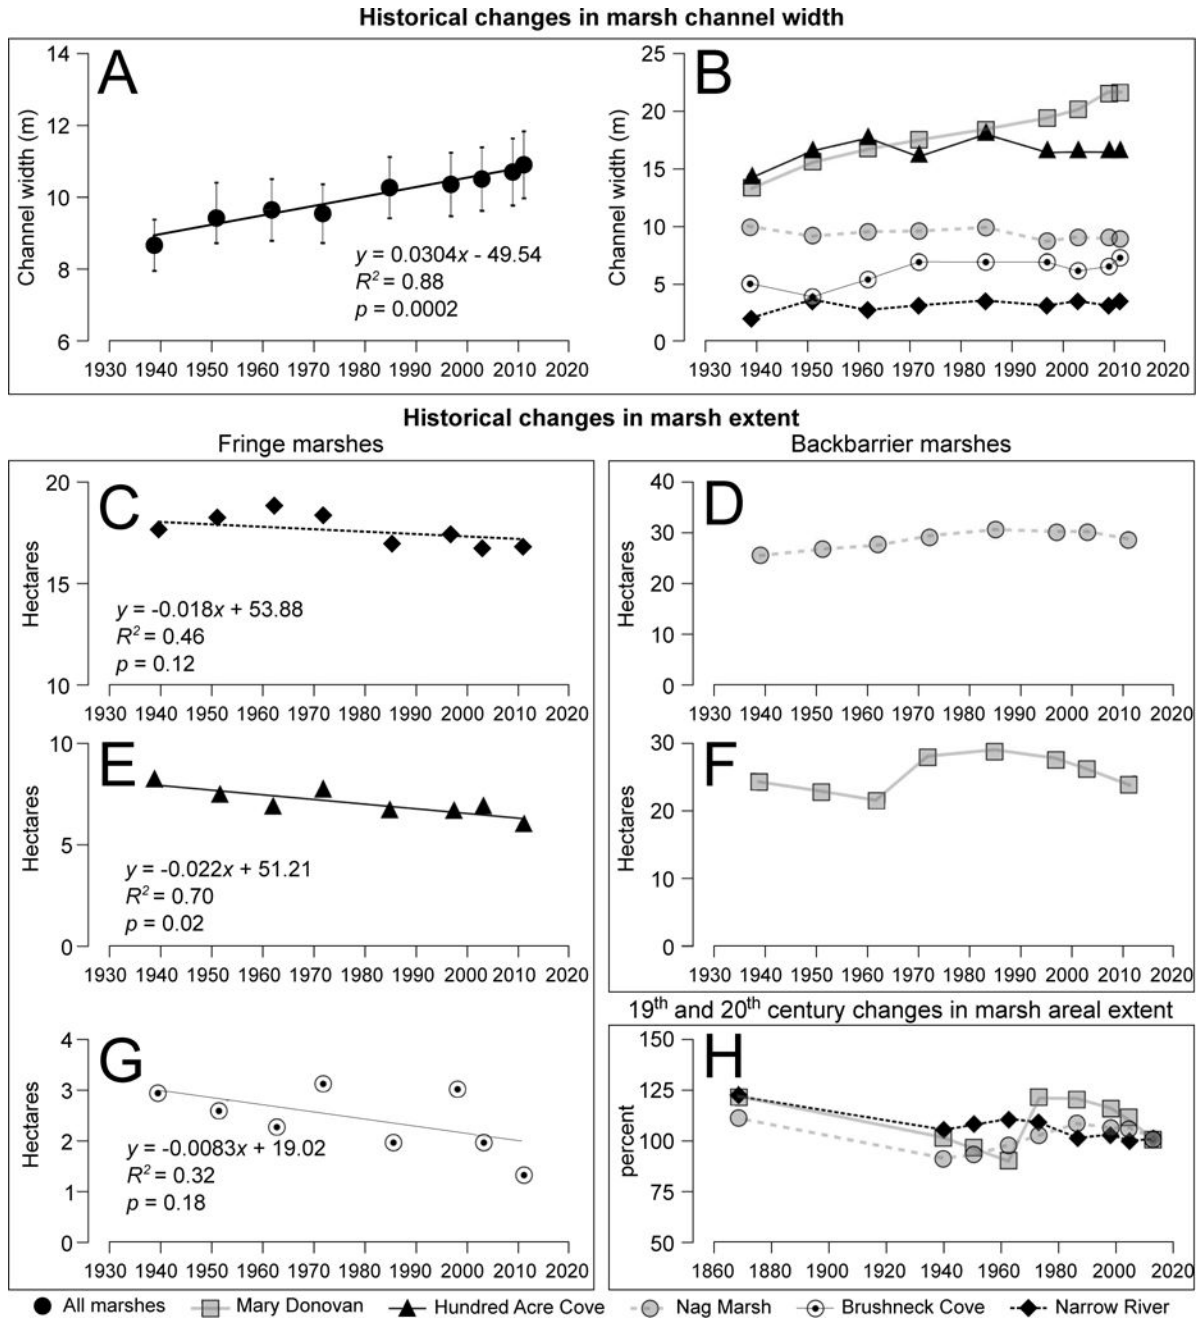 Historical changes in marsh channel width
A
Channel width (m)
14
12
10
8
6
y = 0.0304x - 49.54
R² = 0.88
p = 0.0002
1930 1940 1950 1960 1970 1980 1990 2000 2010 2020
B
Channel width (m)
25
20
15
10
5
0
1930 1940 1950 1960 1970 1980 1990 2000 2010 2020
Historical changes in marsh extent
Fringe marshes
C
Hectares
20
15
10
y = -0.018x + 53.88
R² = 0.46
p = 0.12
1930 1940 1950 1960 1970 1980 1990 2000 2010 2020
E
Hectares
10
5
0
y = -0.022x + 51.21
R² = 0.70
p = 0.02
1930 1940 1950 1960 1970 1980 1990 2000 2010 2020
G
Hectares
4
3
2
1
0
y = -0.0083x + 19.02
R² = 0.32
p = 0.18
1930 1940 1950 1960 1970 1980 1990 2000 2010 2020
Backbarrier marshes
D
Hectares
40
30
20
10
0
1930 1940 1950 1960 1970 1980 1990 2000 2010 2020
F
Hectares
30
20
10
0
1930 1940 1950 1960 1970 1980 1990 2000 2010 2020
19th and 20th century changes in marsh areal extent
H
percent
150
125
100
75
50
1860 1880 1900 1920 1940 1960 1980 2000 2020
All marshes Mary Donovan Hundred Acre Cove Nag Marsh Brushneck Cove Narrow River